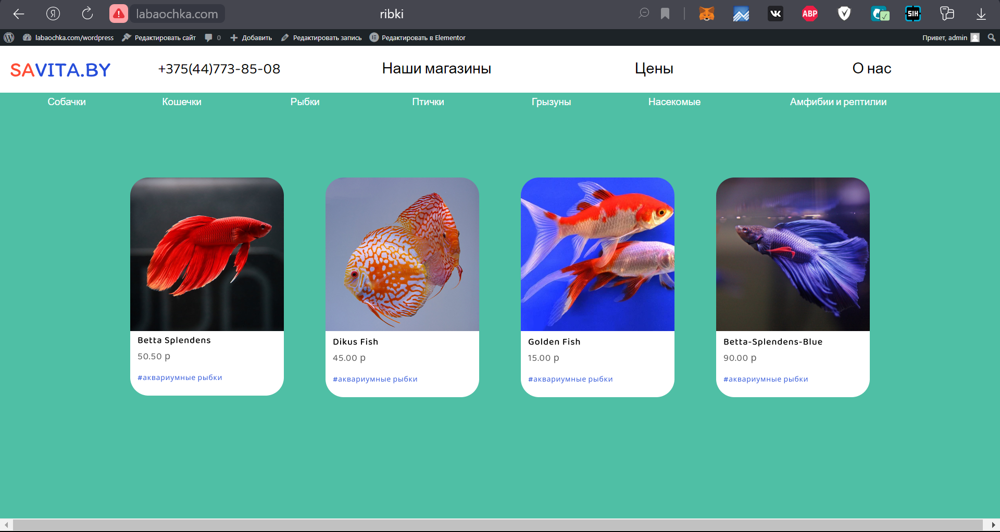 labaochka.com
ribki
labaochka.com/wordpress Редактировать сайт 0 Добавить Редактировать запись Редактировать в Elementor Привет, admin
SAVITA.BY +375(44)773-85-08 Наши магазины Цены О нас
Собачки Кошечки Рыбки Птички Грызуны Насекомые Амфибии и рептилии
Betta Splendens
50.50 р
#аквариумные рыбки
Dikus Fish
45.00 р
#аквариумные рыбки
Golden Fish
15.00 р
#аквариумные рыбки
Betta-Splendens-Blue
90.00 р
#аквариумные рыбки
Я
ABP
SIH